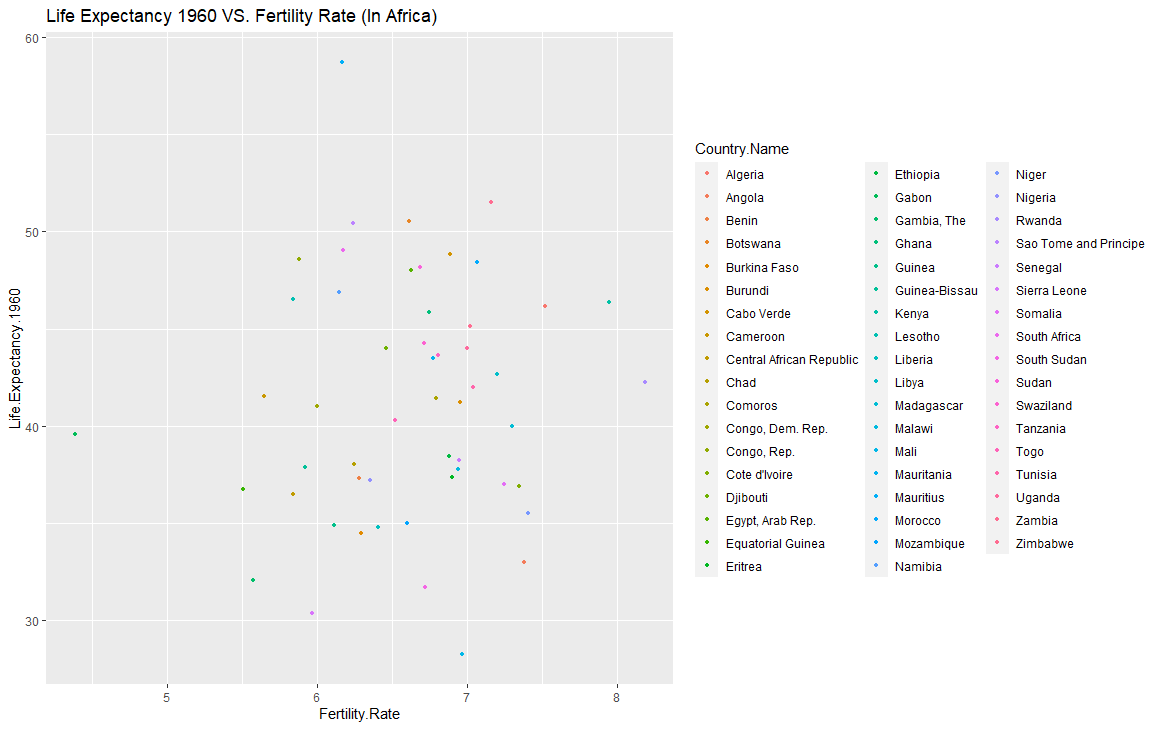 Life Expectancy 1960 VS. Fertility Rate (In Africa)
60
50
40
30
Life.Expectancy.1960
5 6 7 8
Fertility.Rate
Country.Name
Algeria
Angola
Benin
Botswana
Burkina Faso
Burundi
Cabo Verde
Cameroon
Central African Republic
Chad
Comoros
Congo, Dem. Rep.
Congo, Rep.
Cote d'Ivoire
Djibouti
Egypt, Arab Rep.
Equatorial Guinea
Eritrea
Ethiopia
Gabon
Gambia, The
Ghana
Guinea
Guinea-Bissau
Kenya
Lesotho
Liberia
Libya
Madagascar
Malawi
Mali
Mauritania
Mauritius
Morocco
Mozambique
Namibia
Niger
Nigeria
Rwanda
Sao Tome and Principe
Senegal
Sierra Leone
Somalia
South Africa
South Sudan
Sudan
Swaziland
Tanzania
Togo
Tunisia
Uganda
Zambia
Zimbabwe